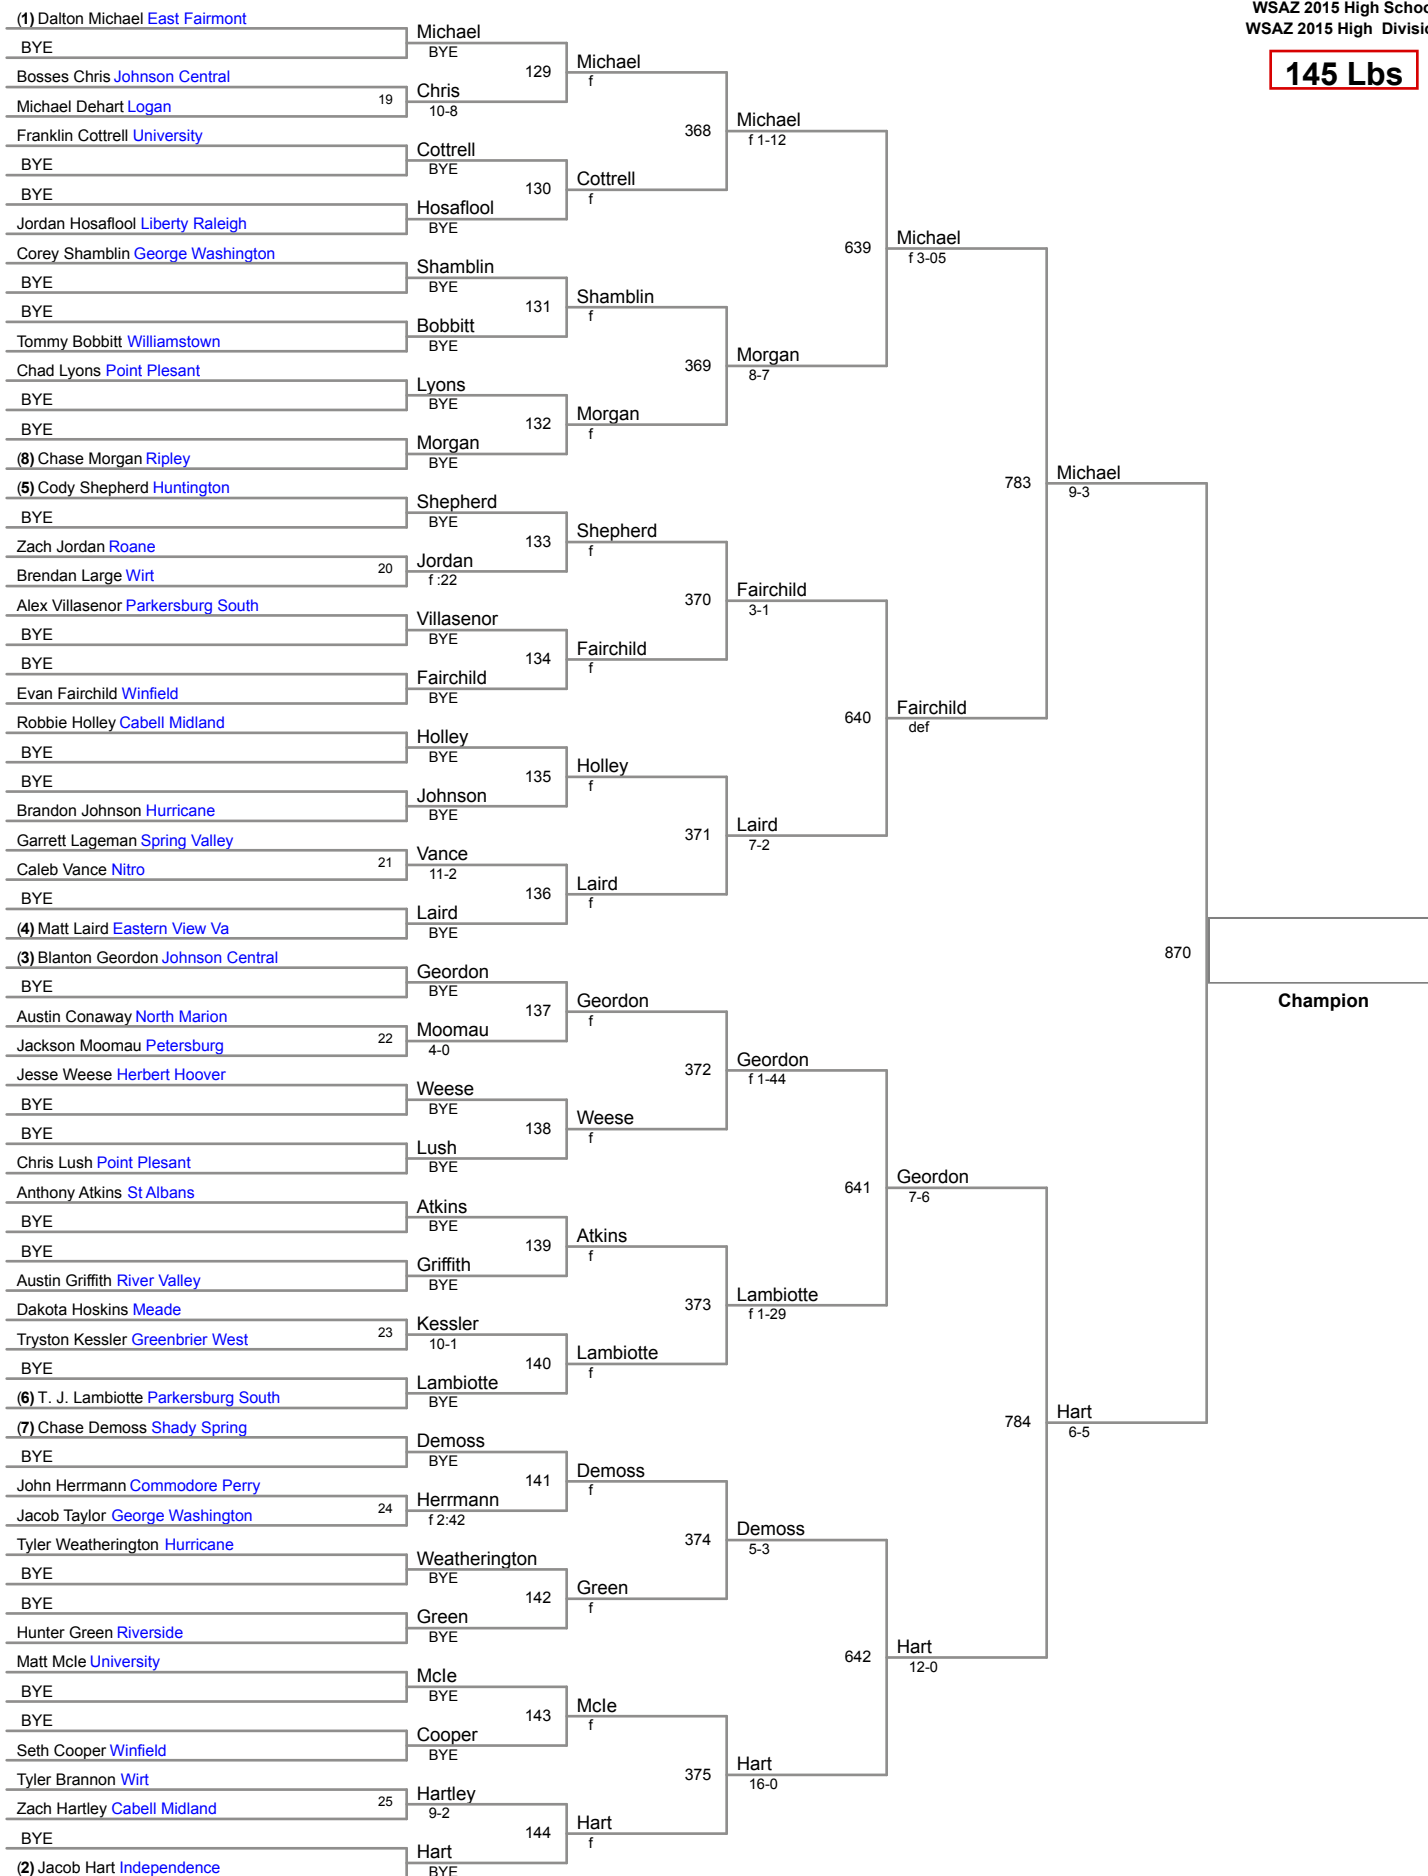 WSAZ 2015 High Schoo
WSAZ 2015 High Divisio
145 Lbs
(1) Dalton Michael East Fairmont
BYE
Bosses Chris Johnson Central
Michael Dehart Logan
Franklin Cottrell University
BYE
BYE
Jordan Hosaflool Liberty Raleigh
Corey Shamblin George Washington
BYE
BYE
Tommy Bobbitt Williamstown
Chad Lyons Point Plesant
BYE
BYE
(8) Chase Morgan Ripley
(5) Cody Shepherd Huntington
BYE
Zach Jordan Roane
Brendan Large Wirt
Alex Villasenor Parkersburg South
BYE
BYE
Evan Fairchild Winfield
Robbie Holley Cabell Midland
BYE
BYE
Brandon Johnson Hurricane
Garrett Lageman Spring Valley
Caleb Vance Nitro
BYE
(4) Matt Laird Eastern View Va
(3) Blanton Geordon Johnson Central
BYE
Austin Conaway North Marion
Jackson Moomau Petersburg
Jesse Weese Herbert Hoover
BYE
BYE
Chris Lush Point Plesant
Anthony Atkins St Albans
BYE
BYE
Austin Griffith River Valley
Dakota Hoskins Meade
Tryston Kessler Greenbrier West
BYE
(6) T. J. Lambiotte Parkersburg South
(7) Chase Demoss Shady Spring
BYE
John Herrmann Commodore Perry
Jacob Taylor George Washington
Tyler Weatherington Hurricane
BYE
BYE
Hunter Green Riverside
Matt McIe University
BYE
BYE
Seth Cooper Winfield
Tyler Brannon Wirt
Zach Hartley Cabell Midland
BYE
(2) Jacob Hart Independence
19
20
21
22
23
24
25
Michael
BYE
Chris
10-8
Cottrell
BYE
Hosaflool
BYE
Shamblin
BYE
Bobbitt
BYE
Lyons
BYE
Morgan
BYE
Shepherd
BYE
Jordan
f :22
Villasenor
BYE
Fairchild
BYE
Holley
BYE
Johnson
BYE
Vance
11-2
Laird
BYE
Geordon
BYE
Moomau
4-0
Weese
BYE
Lush
BYE
Atkins
BYE
Griffith
BYE
Kessler
10-1
Lambiotte
BYE
Demoss
BYE
Herrmann
f 2:42
Weatherington
BYE
Green
BYE
McIe
BYE
Cooper
BYE
Hartley
9-2
Hart
BYE
129
130
131
132
133
134
135
136
137
138
139
140
141
142
143
144
Michael
f
Cottrell
f
Shamblin
f
Morgan
f
Shepherd
f
Fairchild
f
Holley
f
Laird
f
Geordon
f
Weese
f
Atkins
f
Lambiotte
f
Demoss
f
Green
f
McIe
f
Hart
f
368
369
370
371
372
373
374
375
Michael
f 1-12
Morgan
8-7
Fairchild
3-1
Laird
7-2
Geordon
f 1-44
Lambiotte
f 1-29
Demoss
5-3
Hart
16-0
639
640
641
642
Michael
f 3-05
Fairchild
def
Geordon
7-6
Hart
12-0
783
784
Michael
9-3
Hart
6-5
870
Champion